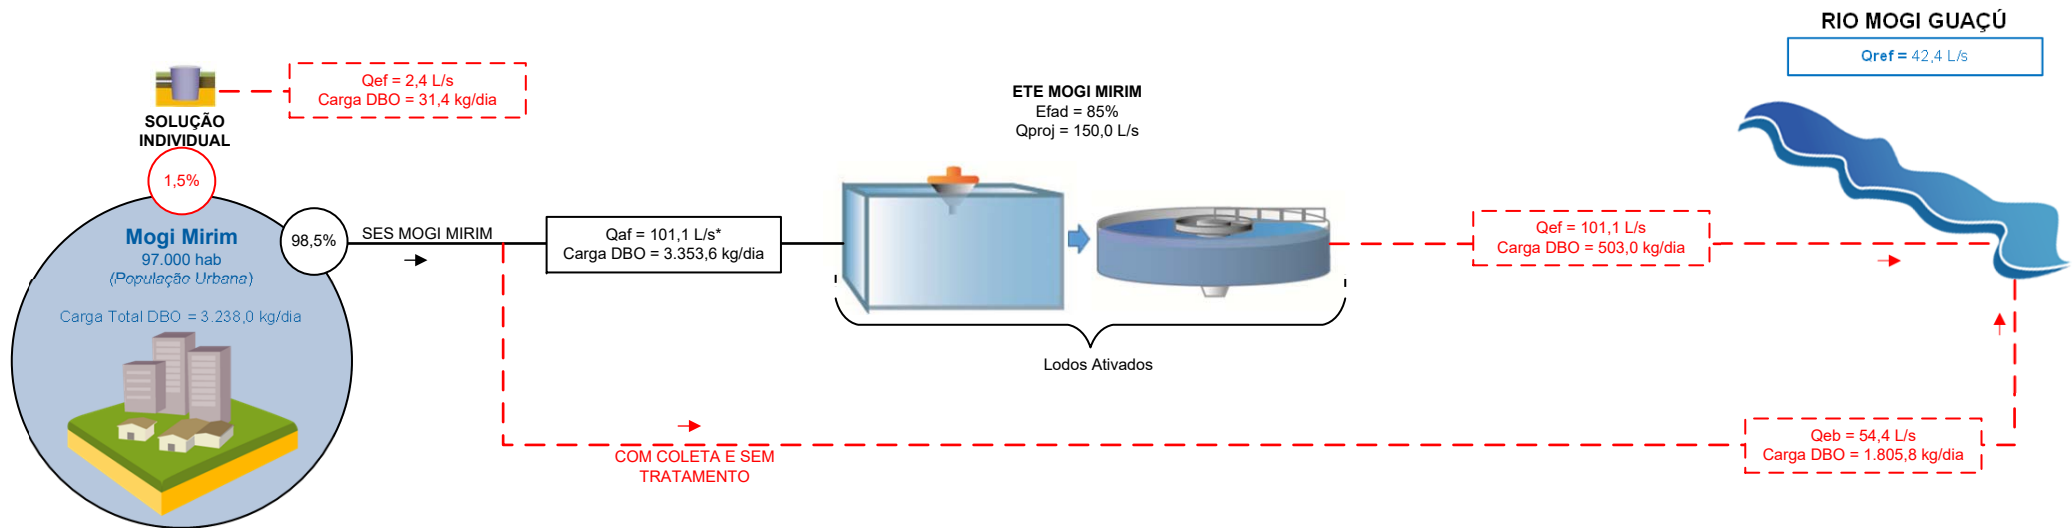 RIO MOGI GUAÇÚ
Qref = 42,4 L/s
Qef = 2,4 L/s
Carga DBO = 31,4 kg/dia
SOLUÇÃO
INDIVIDUAL
1,5%
ETE MOGI MIRIM
Efad = 85%
Qproj = 150,0 L/s
Mogi Mirim
97.000 hab
(População Urbana)
Carga Total DBO = 3.238,0 kg/dia
98,5%
SES MOGI MIRIM
Qaf = 101,1 L/s*
Carga DBO = 3.353,6 kg/dia
Qef = 101,1 L/s
Carga DBO = 503,0 kg/dia
Lodos Ativados
COM COLETA E SEM
TRATAMENTO
Qeb = 54,4 L/s
Carga DBO = 1.805,8 kg/dia